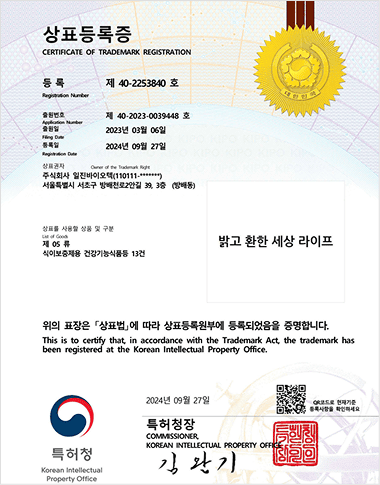 상표등록증
CERTIFICATE OF TRADEMARK REGISTRATION
등록 제 40-2253840 호
Registration Number
출원번호 제 40-2023-0039448 호
Application Number
출원일 2023년 03월 06일
Filing Date
등록일 2024년 09월 27일
Registration Date
상표권자 Owner of the Trademark Right
주식회사 일진바이오텍(110111-*******)
서울특별시 서초구 방배천로2안길 39, 3층 (방배동)
상표를 사용할 상품 및 구분
List of Goods
제 05 류
식이보충제용 건강기능식품등 13건
밝고 환한 세상 라이프
위의 표장은 「상표법」에 따라 상표등록원부에 등록되었음을 증명합니다.
This is to certify that, in accordance with the Trademark Act, the trademark has
been registered at the Korean Intellectual Property Office.
2024년 09월 27일
QR코드로 현재기준
등록사항을 확인하세요
특허청
Korean Intellectual
Property Office
특허청장
COMMISSIONER,
KOREAN INTELLECTUAL PROPERTY OFFICE
김완기